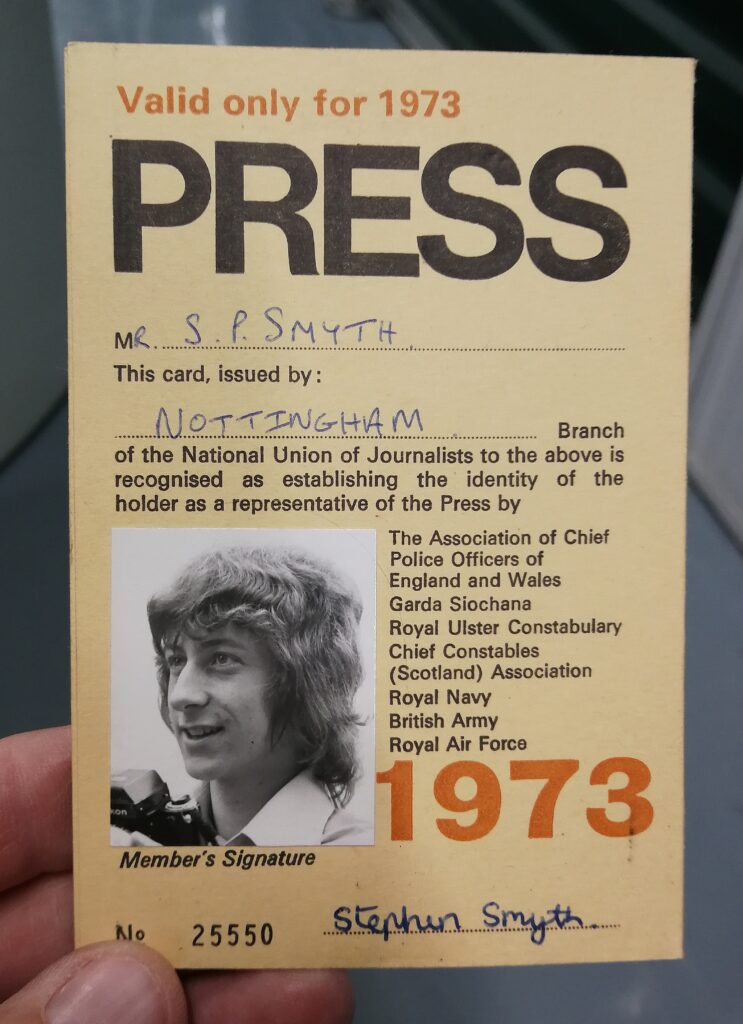 Valid only for 1973
PRESS
MR. S. P. SMYTH
This card, issued by:
NOTTINGHAM Branch
of the National Union of Journalists to the above is
recognised as establishing the identity of the
holder as a representative of the Press by
The Association of Chief
Police Officers of
England and Wales
Garda Siochana
Royal Ulster Constabulary
Chief Constables
(Scotland) Association
Royal Navy
British Army
Royal Air Force
1973
Member's Signature
Stephen Smyth.
No 25550